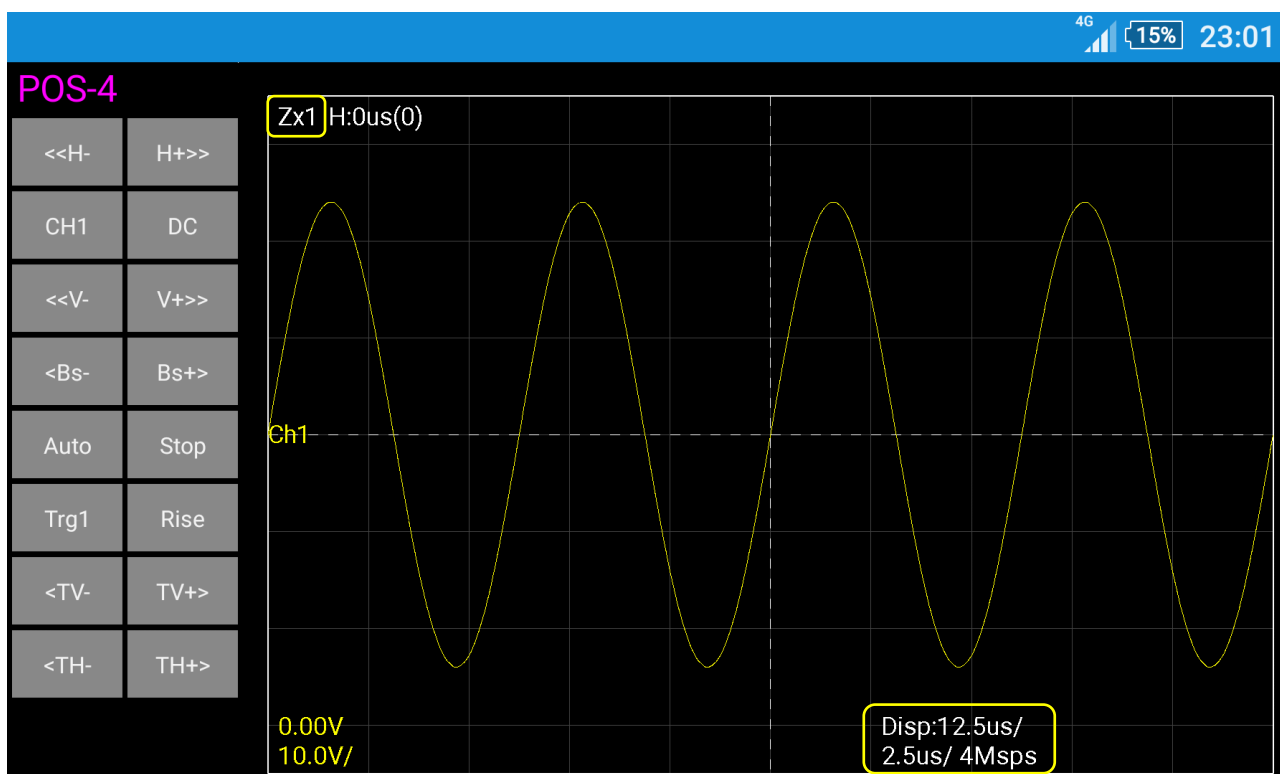 4G 15% 23:01
POS-4
Zx1 H:0us(0)
<<H- H+>>
CH1 DC
<<V- V+>>
<Bs- Bs+>
Auto Stop
Ch1
Trg1 Rise
<TV- TV+>
<TH- TH+>
0.00V Disp:12.5us/
10.0V/ 2.5us/ 4Msps